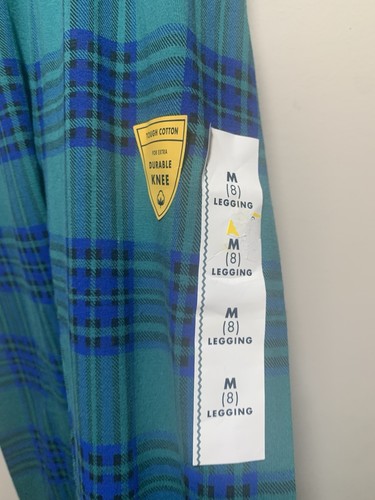 TOUGH COTTON
FOR EXTRA
DURABLE
KNEE
M
(8)
LEGGING
M
(8)
LEGGING
M
(8)
LEGGING
M
(8)
LEGGING